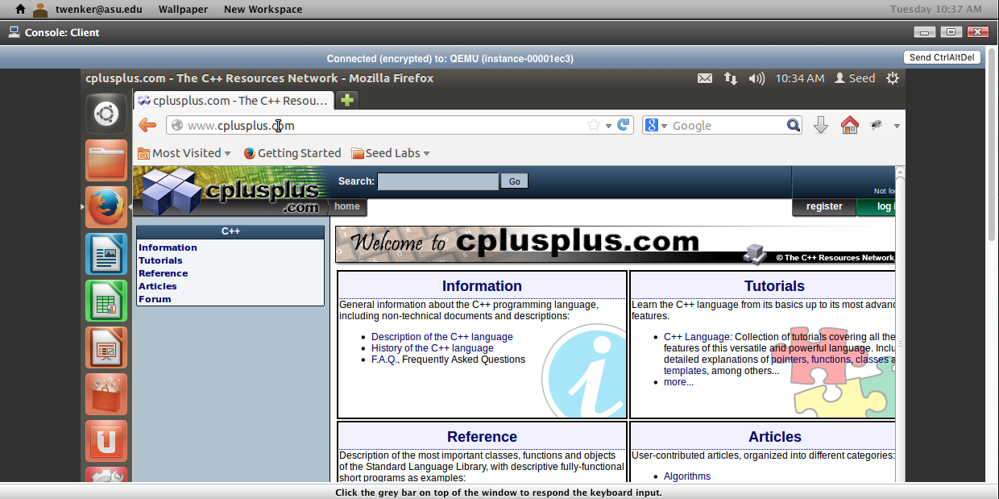 twenker@asu.edu Wallpaper New Workspace Tuesday 10:37 AM
Console: Client
Connected (encrypted) to: QEMU (instance-00001ec3) Send CtrlAltDel
cplusplus.com - The C++ Resources Network - Mozilla Firefox 10:34 AM Seed
cplusplus.com - The C++ Resou...
www.cplusplus.com Google
Most Visited Getting Started Seed Labs
cplusplus
.com
Search: Go
Not lo
home register log i
C++
Information
Tutorials
Reference
Articles
Forum
Welcome to cplusplus.com
© The C++ Resources Network,
Information
General information about the C++ programming language,
including non-technical documents and descriptions:
• Description of the C++ language
• History of the C++ language
• F.A.Q., Frequently Asked Questions
Tutorials
Learn the C++ language from its basics up to its most advanc
features.
• C++ Language: Collection of tutorials covering all the
features of this versatile and powerful language. Inclu
detailed explanations of pointers, functions, classes a
templates, among others...
• more...
Reference
Description of the most important classes, functions and objects
of the Standard Language Library, with descriptive fully-functional
short programs as examples:
Articles
User-contributed articles, organized into different categories:
• Algorithms
Click the grey bar on top of the window to respond the keyboard input.